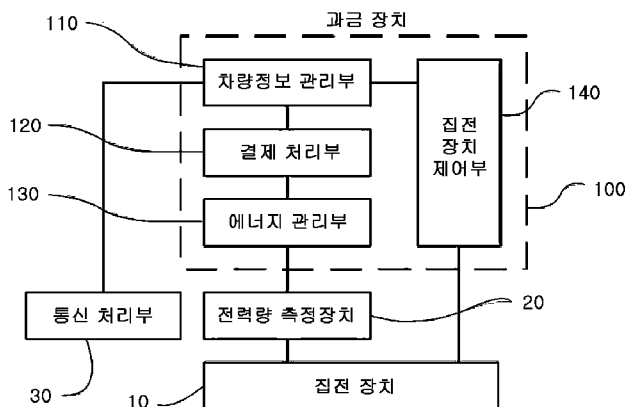 과금 장치
110
차량정보 관리부
140
집전
장치
제어부
120
결제 처리부
130
에너지 관리부
100
통신 처리부
전력량 측정장치
20
30
10
집전 장치